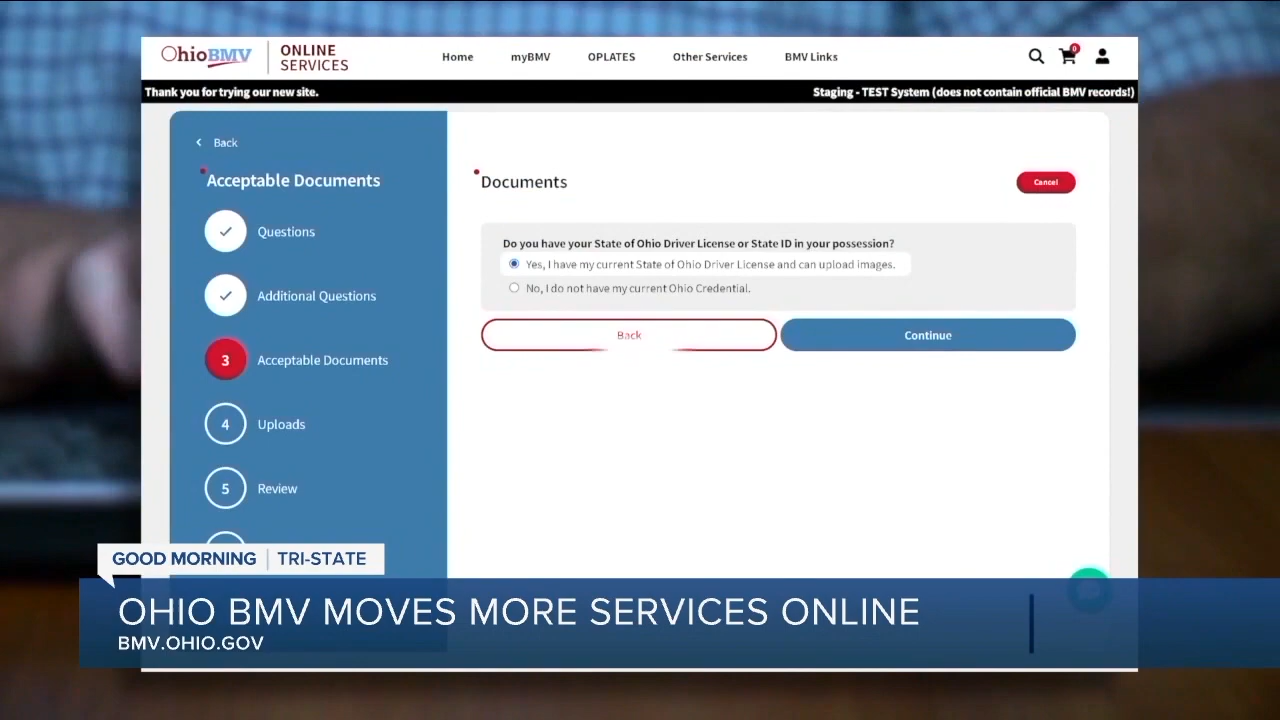 OhioBMV
ONLINE
SERVICES
Home
myBMV
OPLATES
Other Services
BMV Links
0
Thank you for trying our new site.
Staging - TEST System (does not contain official BMV records!)
Back
Acceptable Documents
Questions
Additional Questions
3
Acceptable Documents
4
Uploads
5
Review
Documents
Cancel
Do you have your State of Ohio Driver License or State ID in your possession?
Yes, I have my current State of Ohio Driver License and can upload images.
No, I do not have my current Ohio Credential.
Back
Continue
GOOD MORNING | TRI-STATE
OHIO BMV MOVES MORE SERVICES ONLINE
BMV.OHIO.GOV